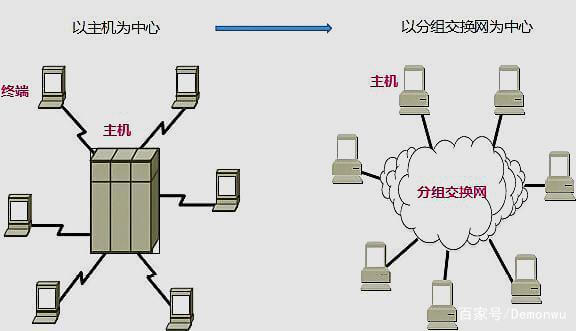 以主机为中心
以分组交换网为中心
终端
主机
主机
分组交换网
百家号/Demonwu